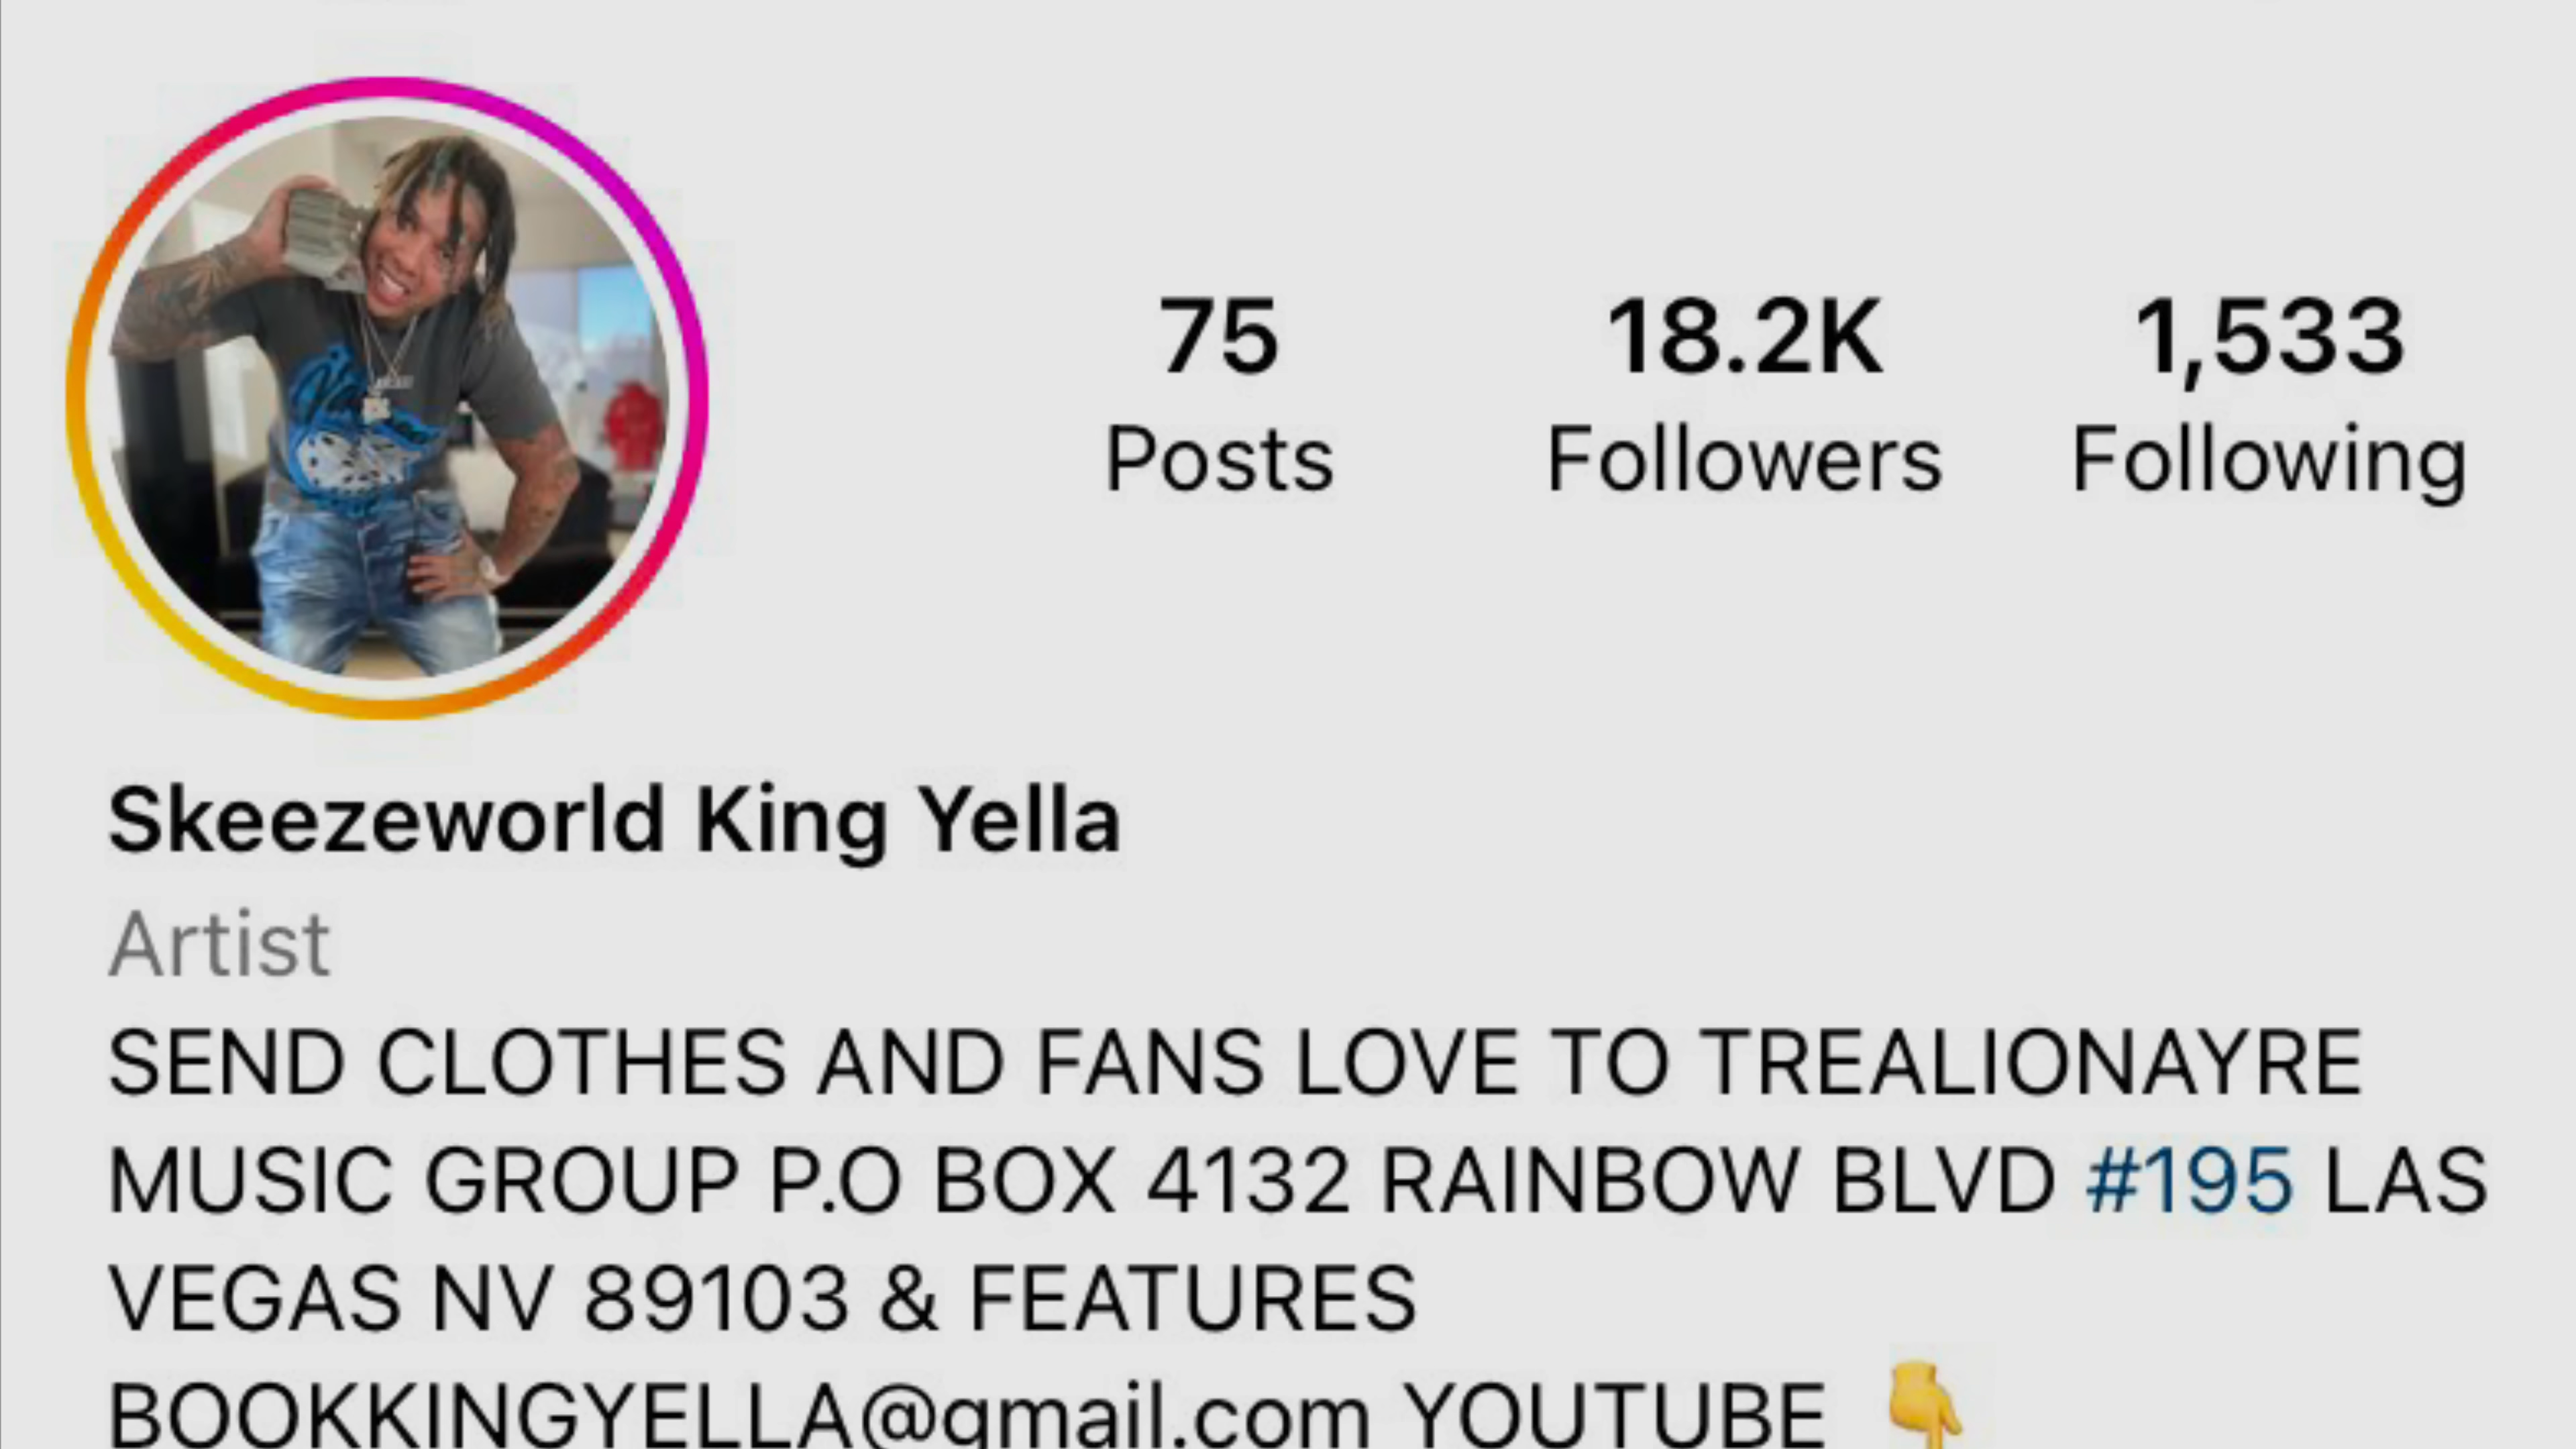 75 18.2K 1,533
Posts Followers Following
Skeezeworld King Yella
Artist
SEND CLOTHES AND FANS LOVE TO TREALIONAYRE
MUSIC GROUP P.O BOX 4132 RAINBOW BLVD #195 LAS
VEGAS NV 89103 & FEATURES
BOOKKINGYELLA@gmail.com YOUTUBE 👇